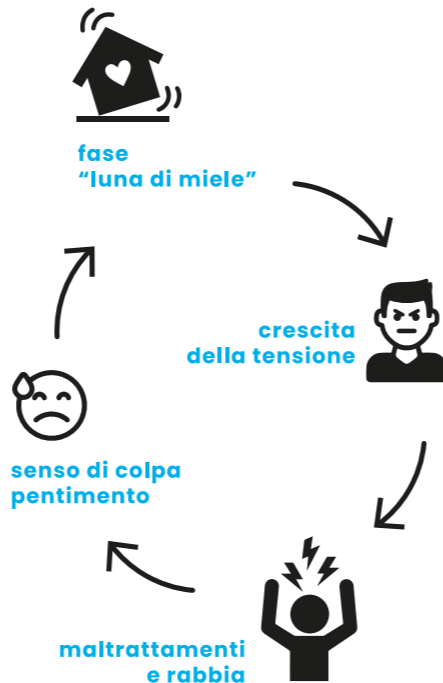 fase
“luna di miele”
crescita
della tensione
senso di colpa
pentimento
maltrattamenti
e rabbia